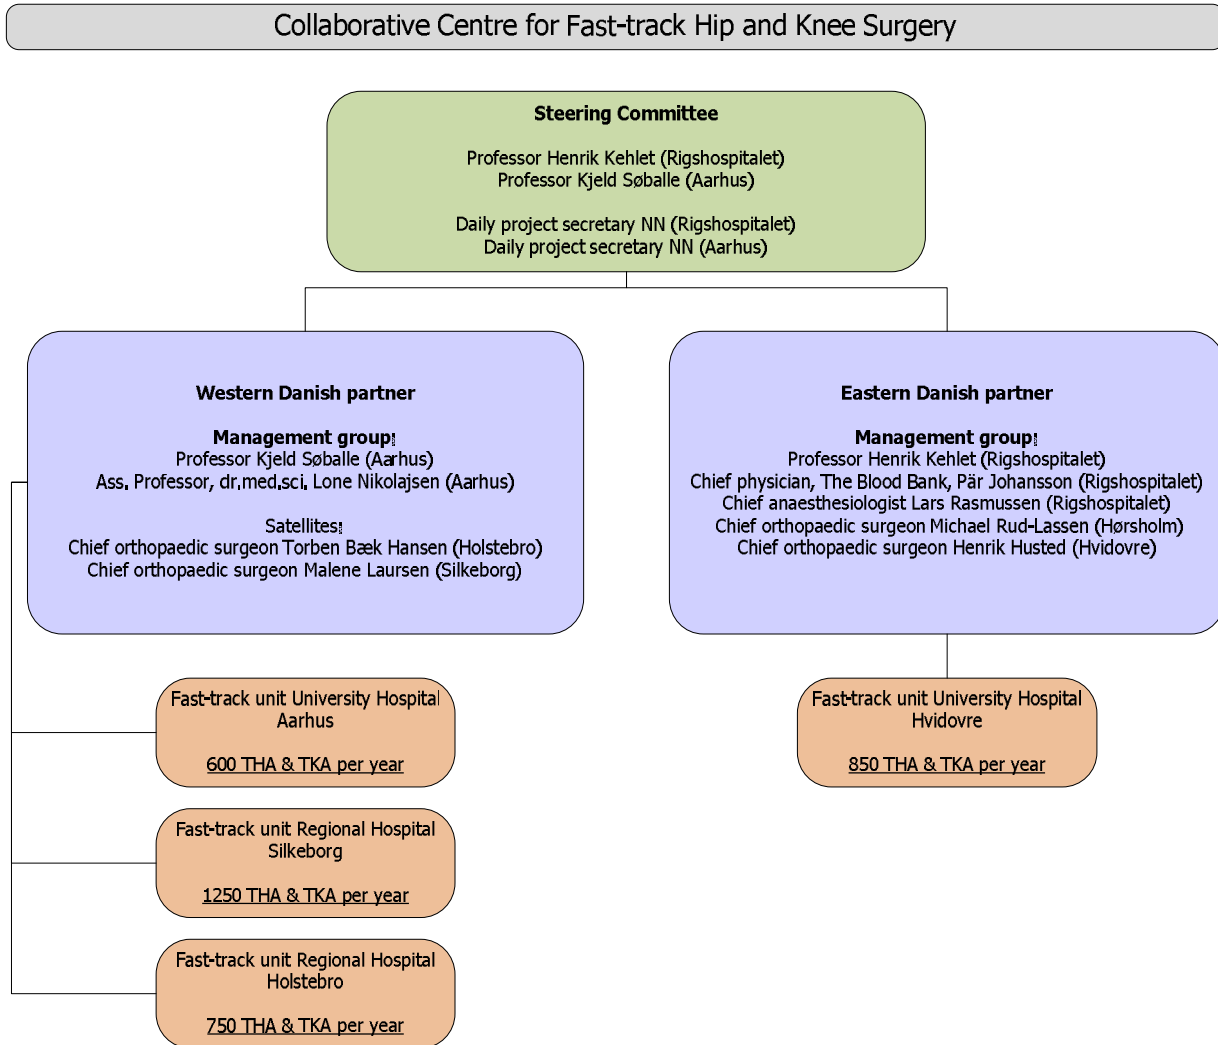 Collaborative Centre for Fast-track Hip and Knee Surgery
Steering Committee
Professor Henrik Kehlet (Rigshospitalet)
Professor Kjeld Søballe (Aarhus)
Daily project secretary NN (Rigshospitalet)
Daily project secretary NN (Aarhus)
Western Danish partner
Management group:
Professor Kjeld Søballe (Aarhus)
Ass. Professor, dr.med.sci. Lone Nikolajsen (Aarhus)
Satellites:
Chief orthopaedic surgeon Torben Bæk Hansen (Holstebro)
Chief orthopaedic surgeon Malene Laursen (Silkeborg)
Eastern Danish partner
Management group:
Professor Henrik Kehlet (Rigshospitalet)
Chief physician, The Blood Bank, Pär Johansson (Rigshospitalet)
Chief anaesthesiologist Lars Rasmussen (Rigshospitalet)
Chief orthopaedic surgeon Michael Rud-Lassen (Hørsholm)
Chief orthopaedic surgeon Henrik Husted (Hvidovre)
Fast-track unit University Hospital
Aarhus
600 THA & TKA per year
Fast-track unit University Hospital
Hvidovre
850 THA & TKA per year
Fast-track unit Regional Hospital
Silkeborg
1250 THA & TKA per year
Fast-track unit Regional Hospital
Holstebro
750 THA & TKA per year